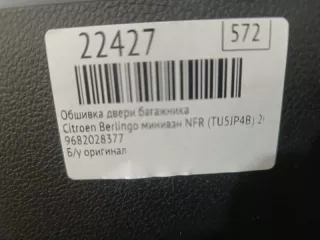 22427 572
Обшивка двери багажника
Citroen Berlingo минивэн NFR (TU5JP4B)
9682028377
Б/у оригинал